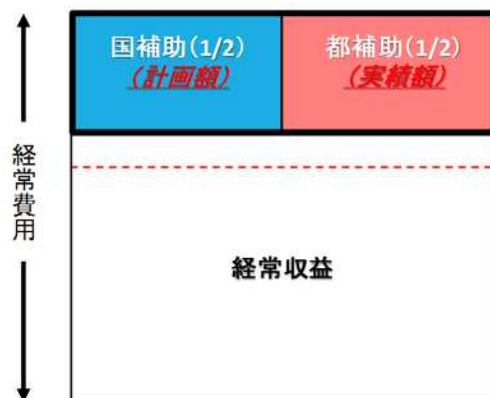 国補助(1/2)
(計画額)
都補助(1/2)
(実績額)
経常費用
経常収益